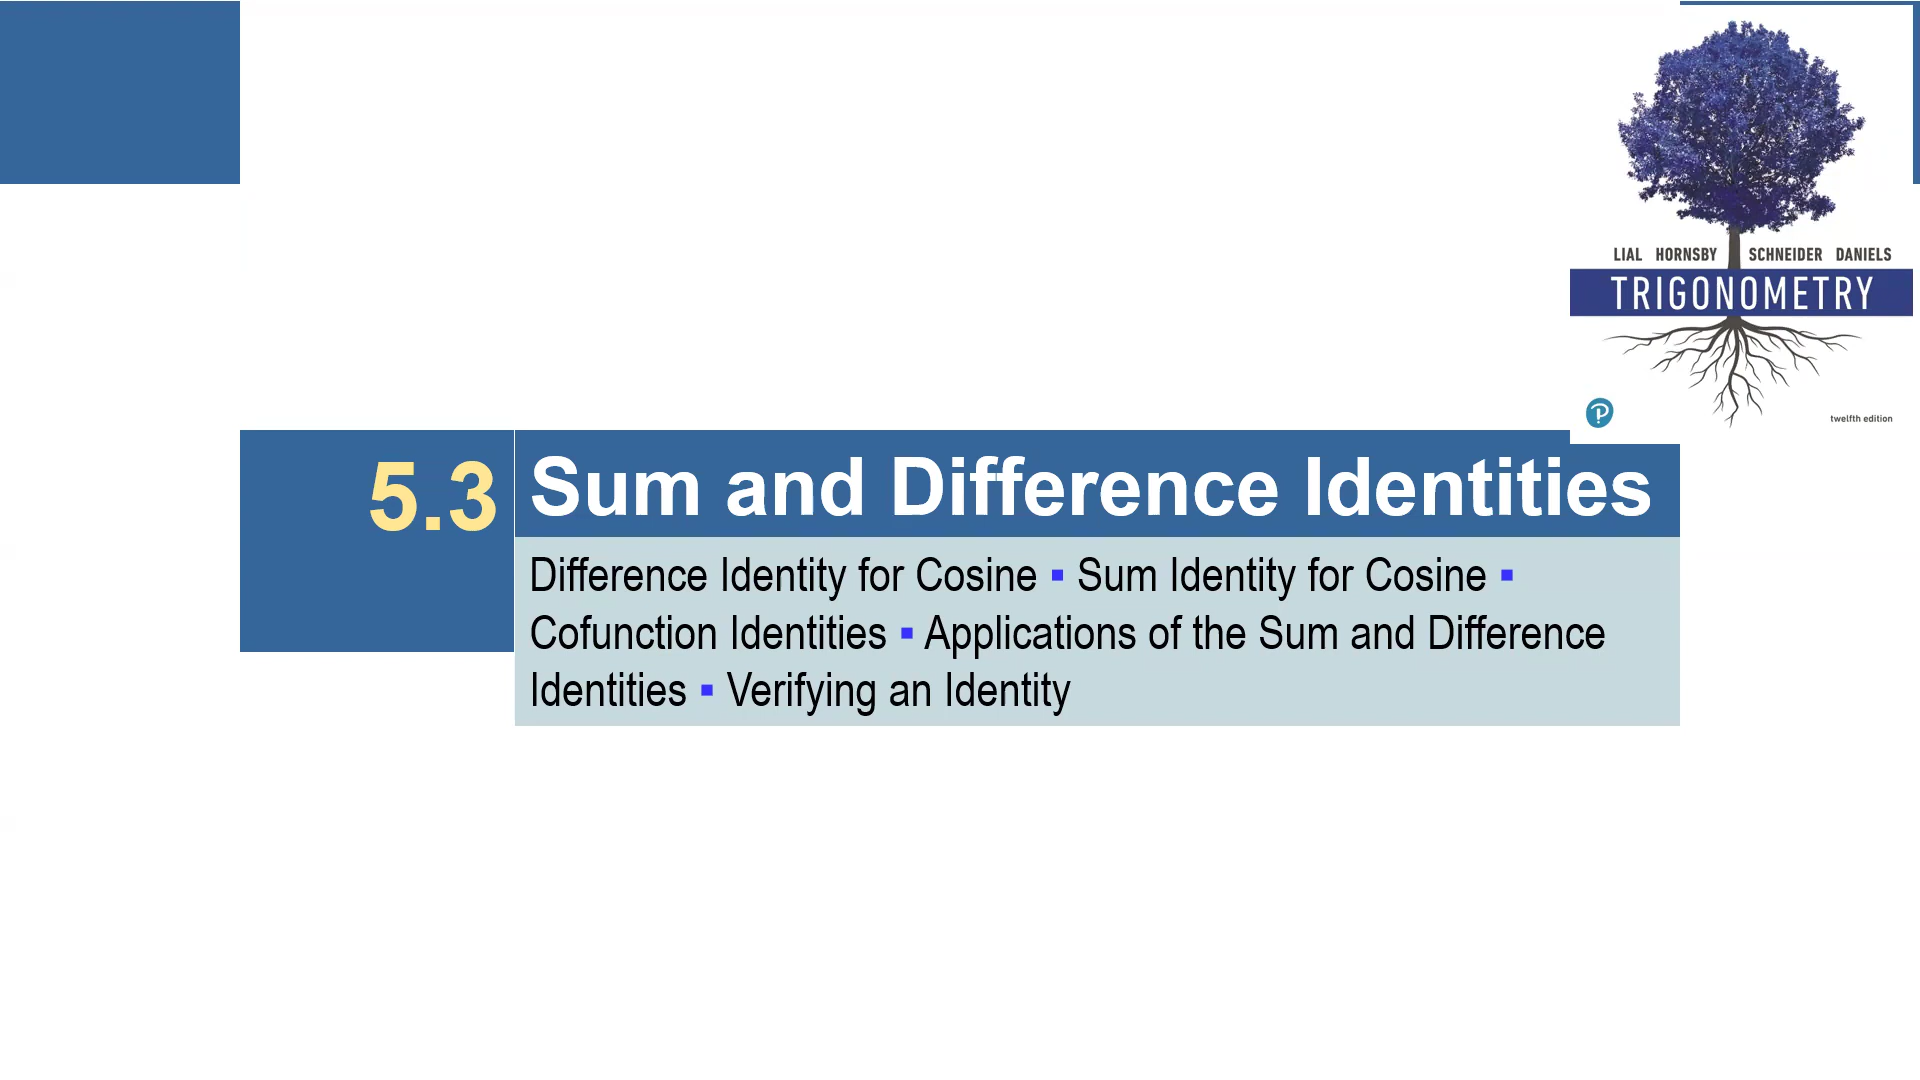 LIAL HORNSBY SCHNEIDER DANIELS
TRIGONOMETRY
twelfth edition
5.3 Sum and Difference Identities
Difference Identity for Cosine ▪ Sum Identity for Cosine ▪
Cofunction Identities ▪ Applications of the Sum and Difference
Identities ▪ Verifying an Identity